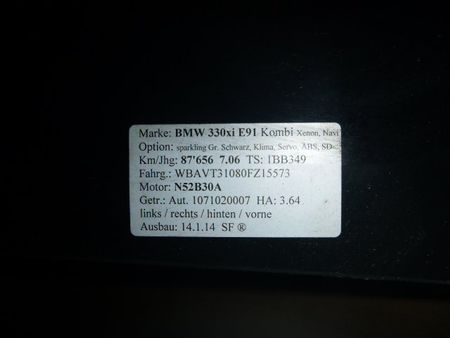 Marke: BMW 330xi E91 Kombi Xenon, Navi
Option: sparkling Gr. Schwarz, Klima, Servo, ABS, SD
Km/Jhg: 87'656 7.06 TS: 1BB349
Fahrg.: WBAVT31080FZ15573
Motor: N52B30A
Getr.: Aut. 1071020007 HA: 3.64
links / rechts / hinten / vorne
Ausbau: 14.1.14 SF ®